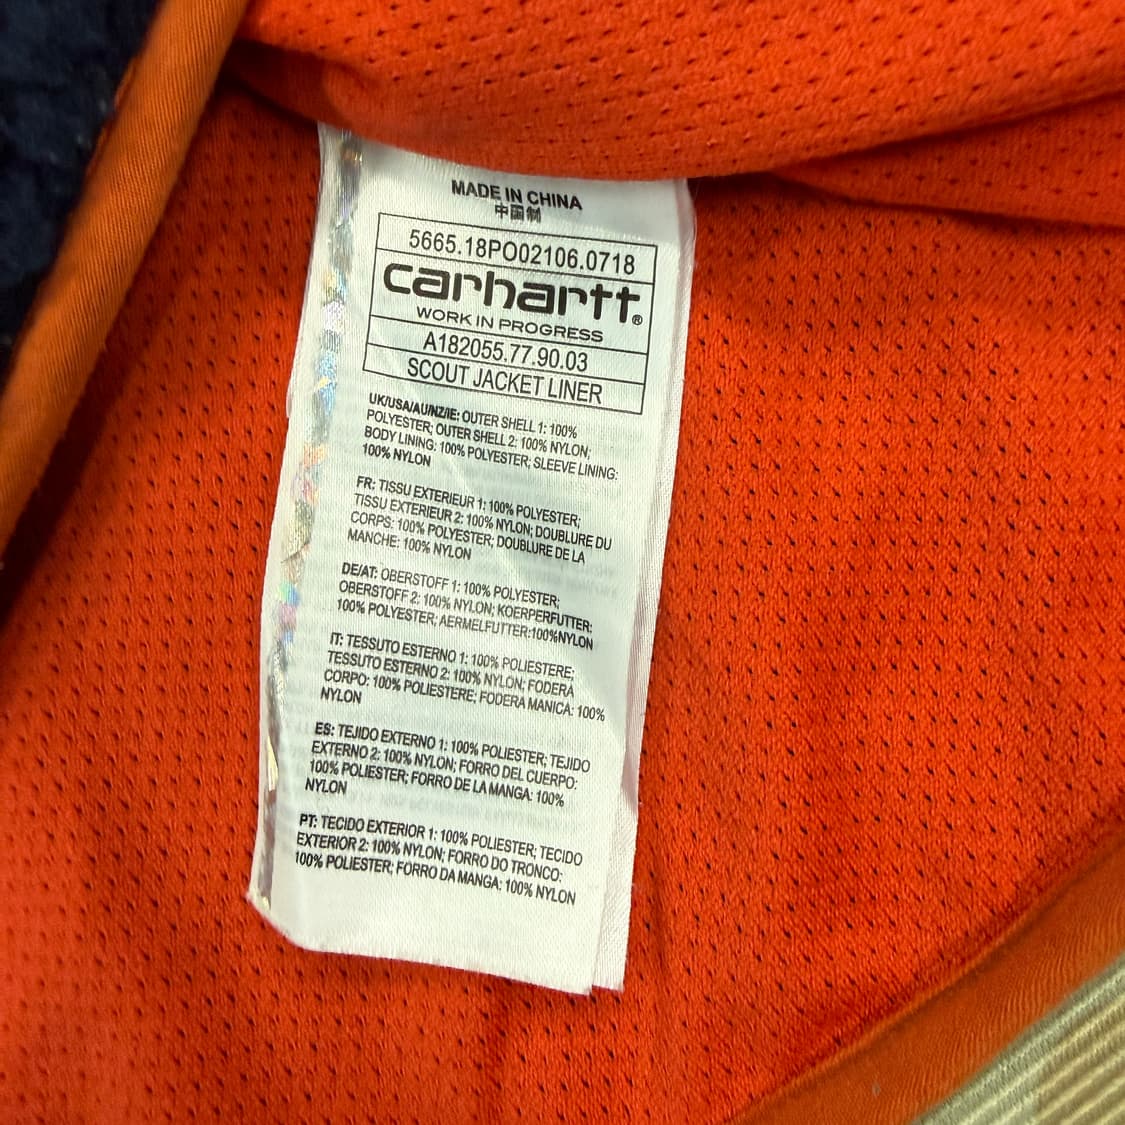 MADE IN CHINA
中国制
5665.18PO02106.0718
carhartt®
WORK IN PROGRESS
A182055.77.90.03
SCOUT JACKET LINER
UK/USA/AU/NZ/IE: OUTER SHELL 1: 100%
POLYESTER; OUTER SHELL 2: 100% NYLON;
BODY LINING: 100% POLYESTER; SLEEVE LINING:
100% NYLON
FR: TISSU EXTERIEUR 1: 100% POLYESTER;
TISSU EXTERIEUR 2: 100% NYLON; DOUBLURE DU
CORPS: 100% POLYESTER; DOUBLURE DE LA
MANCHE: 100% NYLON
DE/AT: OBERSTOFF 1: 100% POLYESTER;
OBERSTOFF 2: 100% NYLON; KOERPERFUTTER:
100% POLYESTER; AERMELFUTTER:100%NYLON
IT: TESSUTO ESTERNO 1: 100% POLIESTERE;
TESSUTO ESTERNO 2: 100% NYLON; FODERA
CORPO: 100% POLIESTERE; FODERA MANICA: 100%
NYLON
ES: TEJIDO EXTERNO 1: 100% POLIESTER; TEJIDO
EXTERNO 2: 100% NYLON; FORRO DEL CUERPO:
100% POLIESTER; FORRO DE LA MANGA: 100%
NYLON
PT: TECIDO EXTERIOR 1: 100% POLIESTER; TECIDO
EXTERIOR 2: 100% NYLON; FORRO DO TRONCO:
100% POLIESTER; FORRO DA MANGA: 100% NYLON